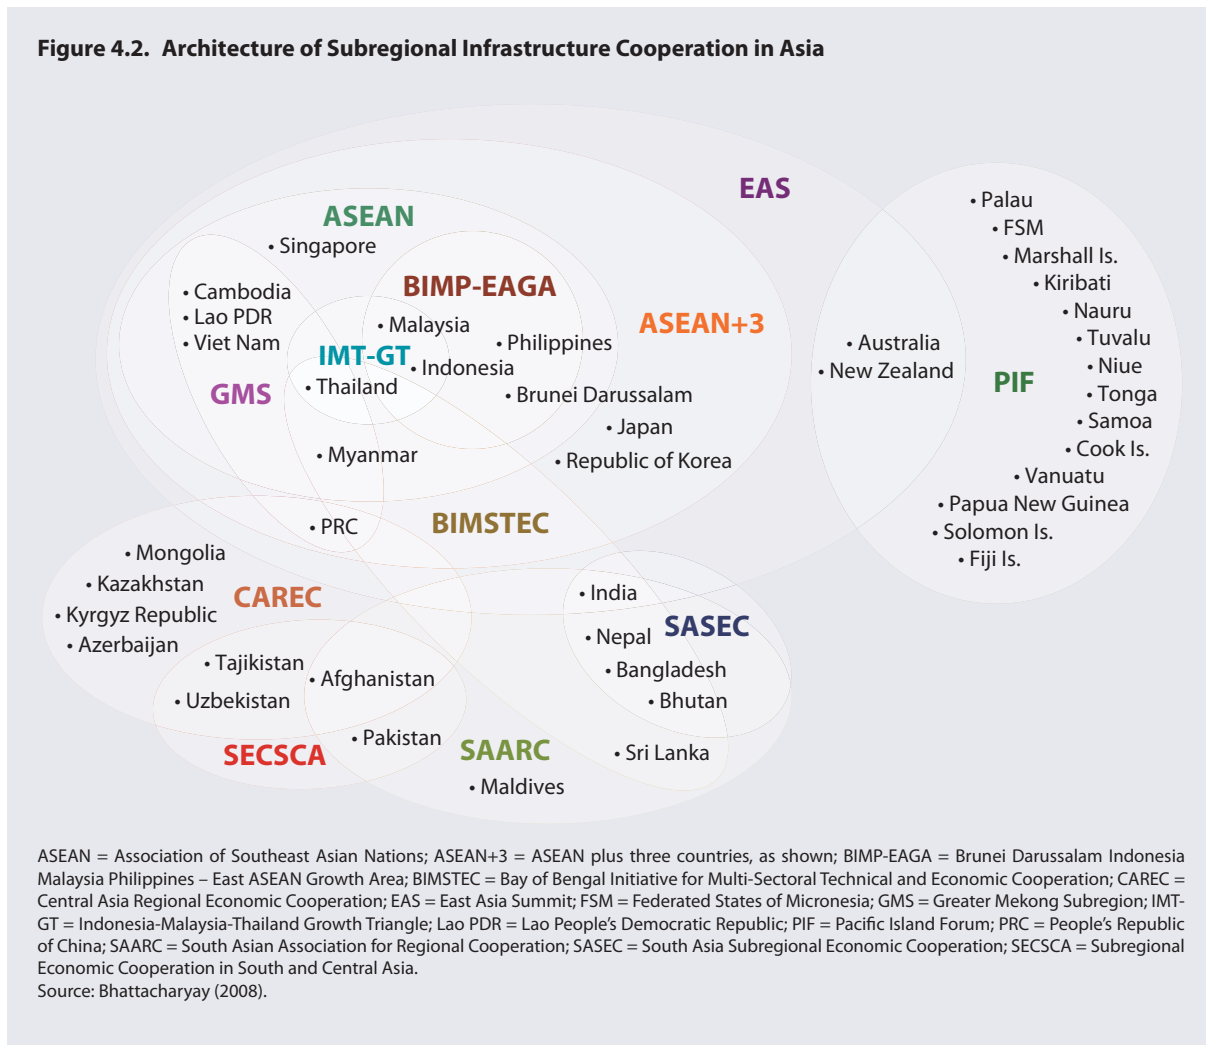 Figure 4.2. Architecture of Subregional Infrastructure Cooperation in Asia
EAS
ASEAN
• Singapore
BIMP-EAGA
• Cambodia
• Lao PDR
• Viet Nam
• Malaysia
• Philippines
ASEAN+3
IMT-GT
• Indonesia
• Thailand
GMS
• Brunei Darussalam
• Japan
• Republic of Korea
• Myanmar
• PRC
BIMSTEC
• Australia
• New Zealand
PIF
• Palau
• FSM
• Marshall Is.
• Kiribati
• Nauru
• Tuvalu
• Niue
• Tonga
• Samoa
• Cook Is.
• Vanuatu
• Papua New Guinea
• Solomon Is.
• Fiji Is.
• Mongolia
• Kazakhstan
CAREC
• Kyrgyz Republic
• Azerbaijan
• Tajikistan
• Afghanistan
• Uzbekistan
• Pakistan
SECSCA
SAARC
• Maldives
• India
SASEC
• Nepal
• Bangladesh
• Bhutan
• Sri Lanka
ASEAN = Association of Southeast Asian Nations; ASEAN+3 = ASEAN plus three countries, as shown; BIMP-EAGA = Brunei Darussalam Indonesia
Malaysia Philippines – East ASEAN Growth Area; BIMSTEC = Bay of Bengal Initiative for Multi-Sectoral Technical and Economic Cooperation; CAREC =
Central Asia Regional Economic Cooperation; EAS = East Asia Summit; FSM = Federated States of Micronesia; GMS = Greater Mekong Subregion; IMT-
GT = Indonesia-Malaysia-Thailand Growth Triangle; Lao PDR = Lao People's Democratic Republic; PIF = Pacific Island Forum; PRC = People's Republic
of China; SAARC = South Asian Association for Regional Cooperation; SASEC = South Asia Subregional Economic Cooperation; SECSCA = Subregional
Economic Cooperation in South and Central Asia.
Source: Bhattacharyay (2008).